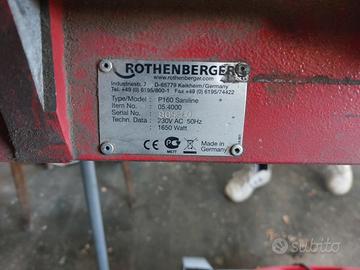 ROTHENBERGER
www.rothenberger.com
Industriestr. 7 D-65779 Kelkheim/Germany
Tel. +49 (0) 6195/800-1 Fax +49 (0) 6195/74422
Type/Model: P160 Saniline
Item No. : 05.4000
Serial No. :
Techn. Data : 230V AC 50Hz
1650 Watt
CE
Made in
Germany
subito